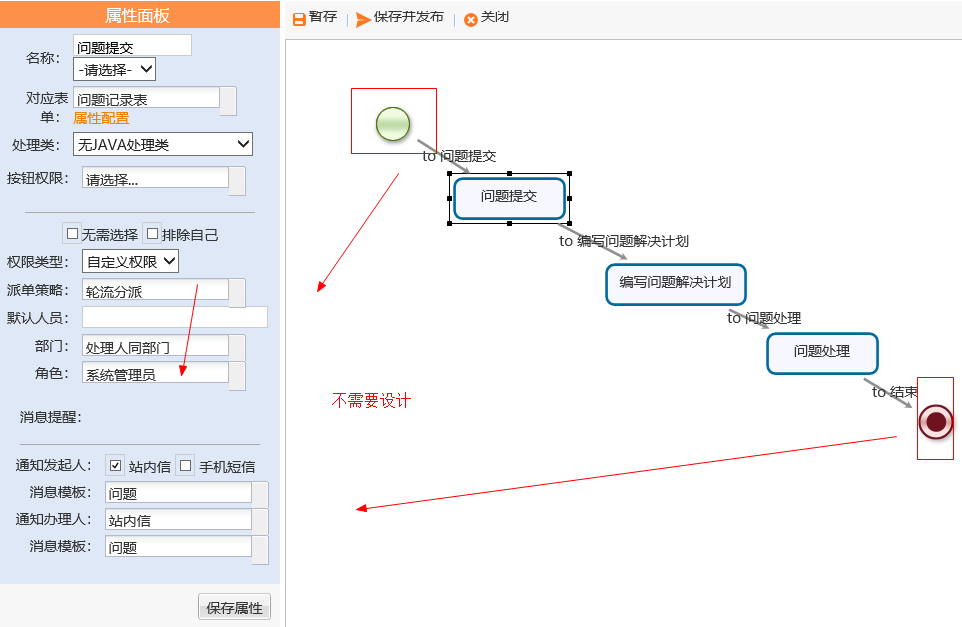 属性面板
名称：
问题提交
-请选择-
对应表单：
问题记录表
属性配置
处理类：
无JAVA处理类
按钮权限：
请选择...
无需选择 排除自己
权限类型：
自定义权限
派单策略：
轮流分派
默认人员：
部门：
处理人同部门
角色：
系统管理员
消息提醒：
通知发起人：
站内信 手机短信
消息模板：
问题
通知办理人：
站内信
消息模板：
问题
保存属性
暂存 保存并发布 关闭
to 问题提交
问题提交
to 编写问题解决计划
编写问题解决计划
to 问题处理
问题处理
to 结束
不需要设计